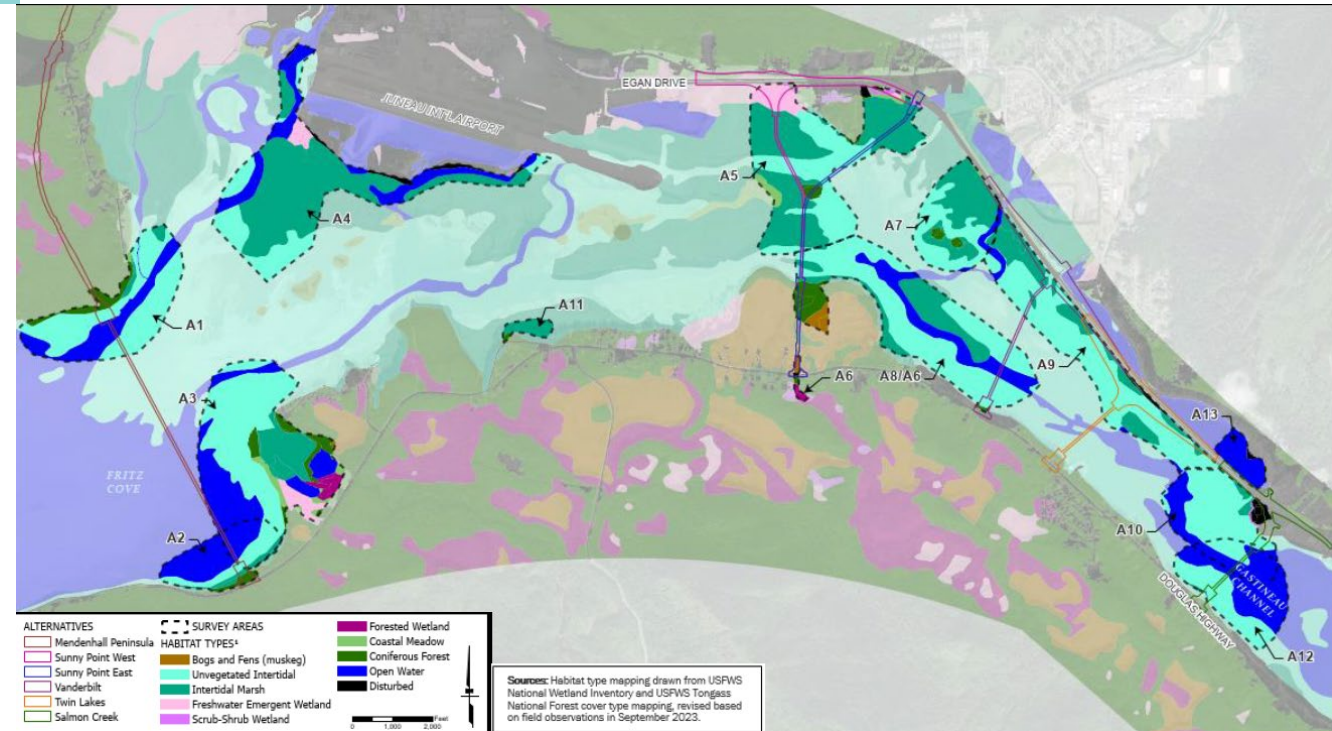 EGAN DRIVE
JUNEAU INT'L AIRPORT
A5
A4
A7
A1
A11
A9
A3
A6
A8/A6
A13
FRITZ
COVE
A2
A10
GASTINEAU
CHANNEL
DOUGLAS HIGHWAY
A12
ALTERNATIVES
Mendenhall Peninsula
Sunny Point West
Sunny Point East
Vanderbilt
Twin Lakes
Salmon Creek
SURVEY AREAS
HABITAT TYPES¹
Bogs and Fens (muskeg)
Unvegetated Intertidal
Intertidal Marsh
Freshwater Emergent Wetland
Scrub-Shrub Wetland
Forested Wetland
Coastal Meadow
Coniferous Forest
Open Water
Disturbed
Feet
0 1,000 2,000
Sources: Habitat type mapping drawn from USFWS
National Wetland Inventory and USFWS Tongass
National Forest cover type mapping, revised based
on field observations in September 2023.